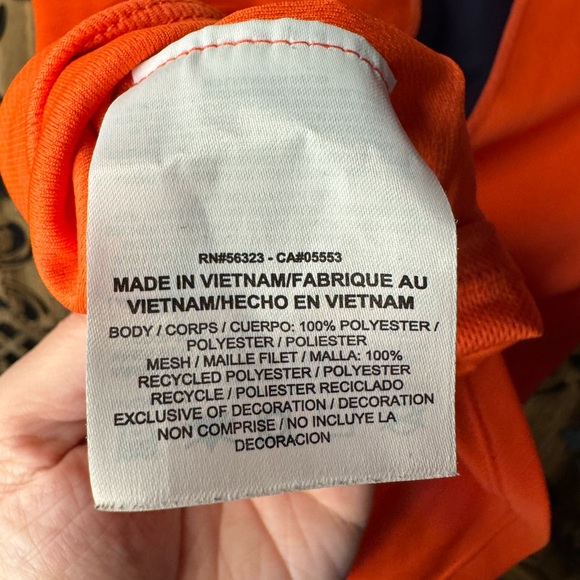 RN#56323 - CA#05553
MADE IN VIETNAM/FABRIQUE AU
VIETNAM/HECHO EN VIETNAM
BODY / CORPS / CUERPO: 100% POLYESTER /
POLYESTER / POLIESTER
MESH / MAILLE FILET / MALLA: 100%
RECYCLED POLYESTER / POLYESTER
RECYCLE / POLIESTER RECICLADO
EXCLUSIVE OF DECORATION / DECORATION
NON COMPRISE / NO INCLUYE LA
DECORACION